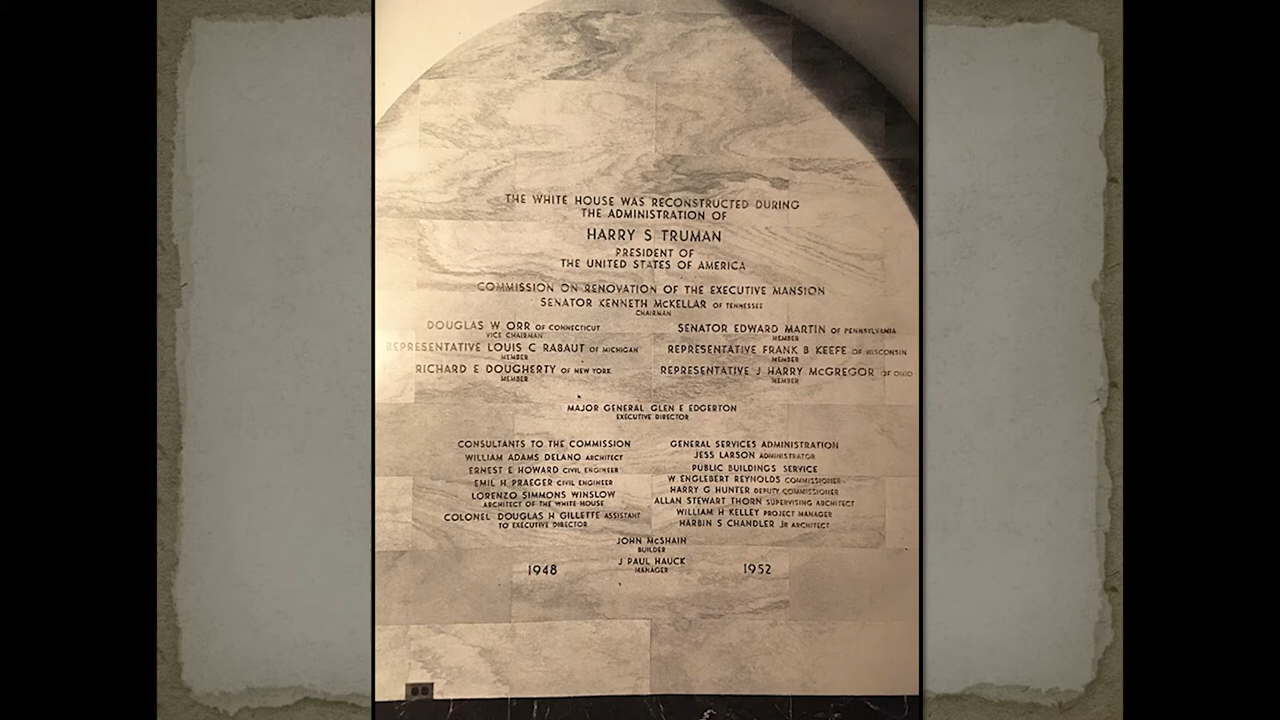 THE WHITE HOUSE WAS RECONSTRUCTED DURING
THE ADMINISTRATION OF
HARRY S TRUMAN
PRESIDENT OF
THE UNITED STATES OF AMERICA
COMMISSION ON RENOVATION OF THE EXECUTIVE MANSION
SENATOR KENNETH McKELLAR OF TENNESSEE
CHAIRMAN
DOUGLAS W ORR OF CONNECTICUT
VICE CHAIRMAN
SENATOR EDWARD MARTIN OF PENNSYLVANIA
MEMBER
REPRESENTATIVE LOUIS C RABAUT OF MICHIGAN
MEMBER
REPRESENTATIVE FRANK B KEEFE OF WISCONSIN
MEMBER
RICHARD E DOUGHERTY OF NEW YORK
MEMBER
REPRESENTATIVE J HARRY McGREGOR OF OHIO
MEMBER
MAJOR GENERAL GLEN E EDGERTON
EXECUTIVE DIRECTOR
CONSULTANTS TO THE COMMISSION
WILLIAM ADAMS DELANO ARCHITECT
ERNEST E HOWARD CIVIL ENGINEER
EMIL H PRAEGER CIVIL ENGINEER
LORENZO SIMMONS WINSLOW
ARCHITECT OF THE WHITE HOUSE
COLONEL DOUGLAS H GILLETTE ASSISTANT
TO EXECUTIVE DIRECTOR
GENERAL SERVICES ADMINISTRATION
JESS LARSON ADMINISTRATOR
PUBLIC BUILDINGS SERVICE
W ENGLEBERT REYNOLDS COMMISSIONER
HARRY G HUNTER DEPUTY COMMISSIONER
ALLAN STEWART THORN SUPERVISING ARCHITECT
WILLIAM H KELLEY PROJECT MANAGER
HARBIN S CHANDLER JR ARCHITECT
JOHN McSHAIN
BUILDER
J PAUL HAUCK
MANAGER
1948
1952